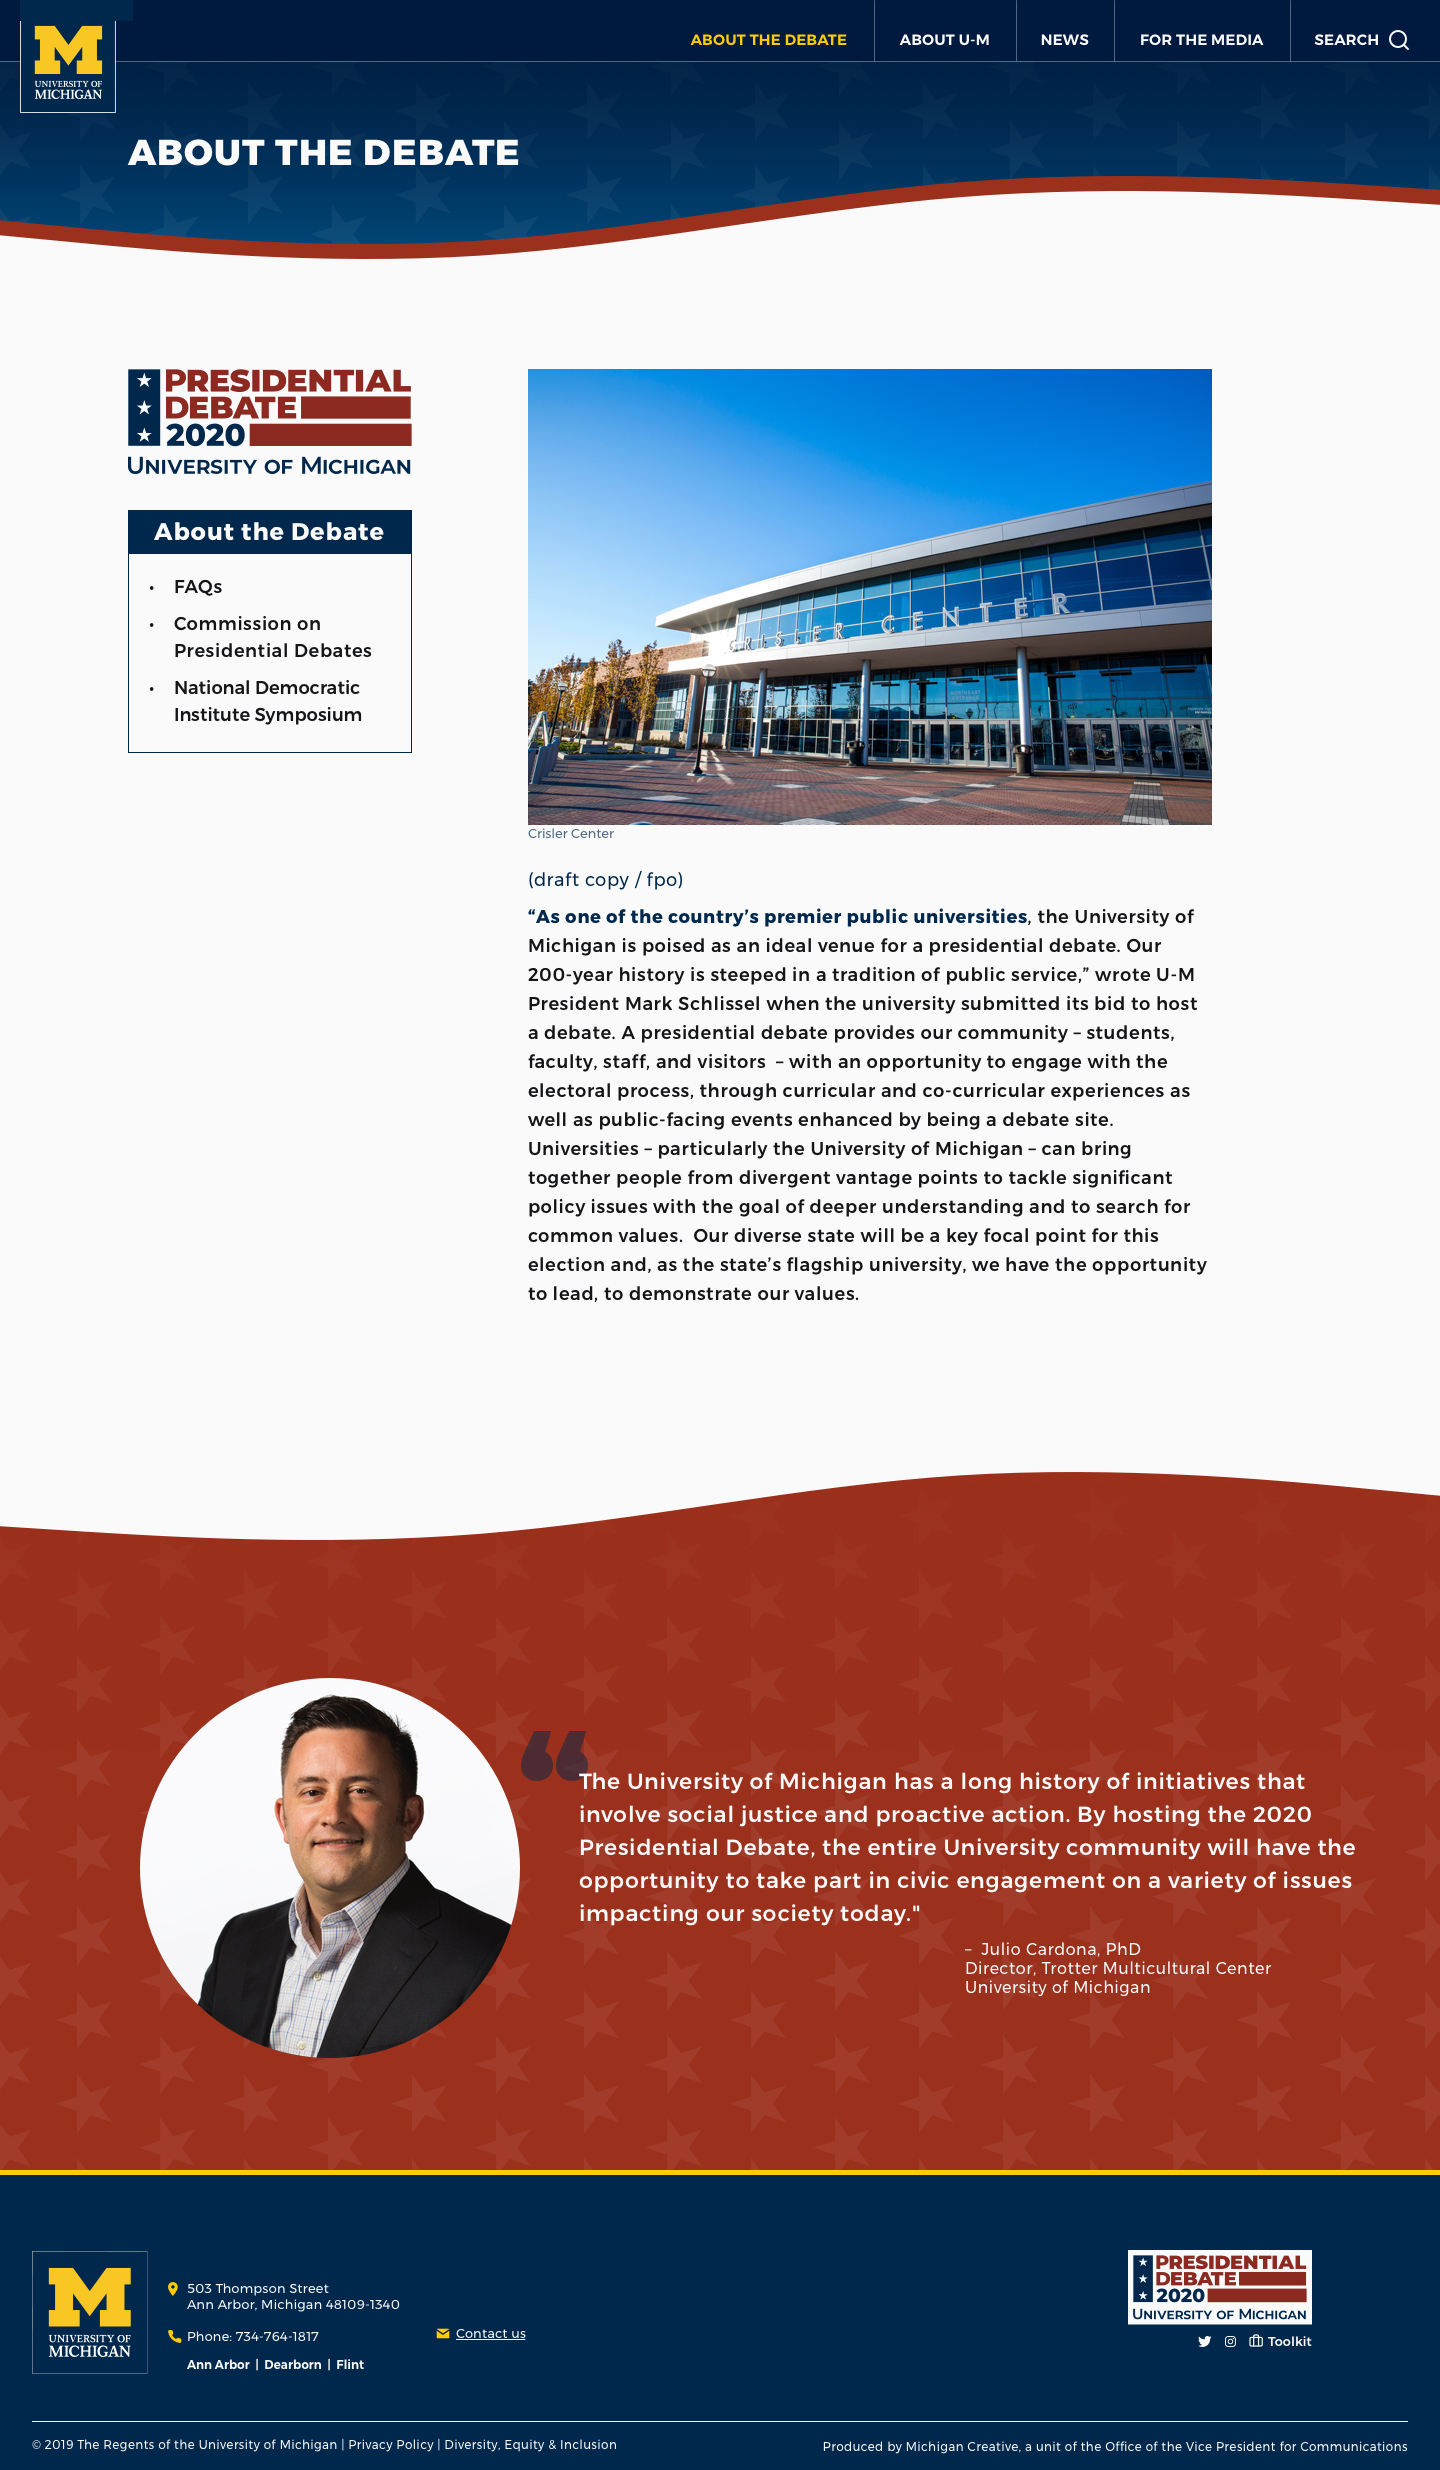 UNIVERSITY OF
MICHIGAN
ABOUT THE DEBATE
ABOUT U-M
NEWS
FOR THE MEDIA
SEARCH
ABOUT THE DEBATE
PRESIDENTIAL
DEBATE
2020
UNIVERSITY OF MICHIGAN
About the Debate
• FAQs
• Commission on
Presidential Debates
• National Democratic
Institute Symposium
CRISLER CENTER
Crisler Center
(draft copy / fpo)
“As one of the country’s premier public universities, the University of
Michigan is poised as an ideal venue for a presidential debate. Our
200-year history is steeped in a tradition of public service,” wrote U-M
President Mark Schlissel when the university submitted its bid to host
a debate. A presidential debate provides our community – students,
faculty, staff, and visitors – with an opportunity to engage with the
electoral process, through curricular and co-curricular experiences as
well as public-facing events enhanced by being a debate site.
Universities – particularly the University of Michigan – can bring
together people from divergent vantage points to tackle significant
policy issues with the goal of deeper understanding and to search for
common values. Our diverse state will be a key focal point for this
election and, as the state’s flagship university, we have the opportunity
to lead, to demonstrate our values.
“
The University of Michigan has a long history of initiatives that
involve social justice and proactive action. By hosting the 2020
Presidential Debate, the entire University community will have the
opportunity to take part in civic engagement on a variety of issues
impacting our society today."
– Julio Cardona, PhD
Director, Trotter Multicultural Center
University of Michigan
UNIVERSITY OF
MICHIGAN
503 Thompson Street
Ann Arbor, Michigan 48109-1340
Phone: 734-764-1817
Ann Arbor | Dearborn | Flint
Contact us
PRESIDENTIAL
DEBATE
2020
UNIVERSITY OF MICHIGAN
Toolkit
© 2019 The Regents of the University of Michigan | Privacy Policy | Diversity, Equity & Inclusion
Produced by Michigan Creative, a unit of the Office of the Vice President for Communications